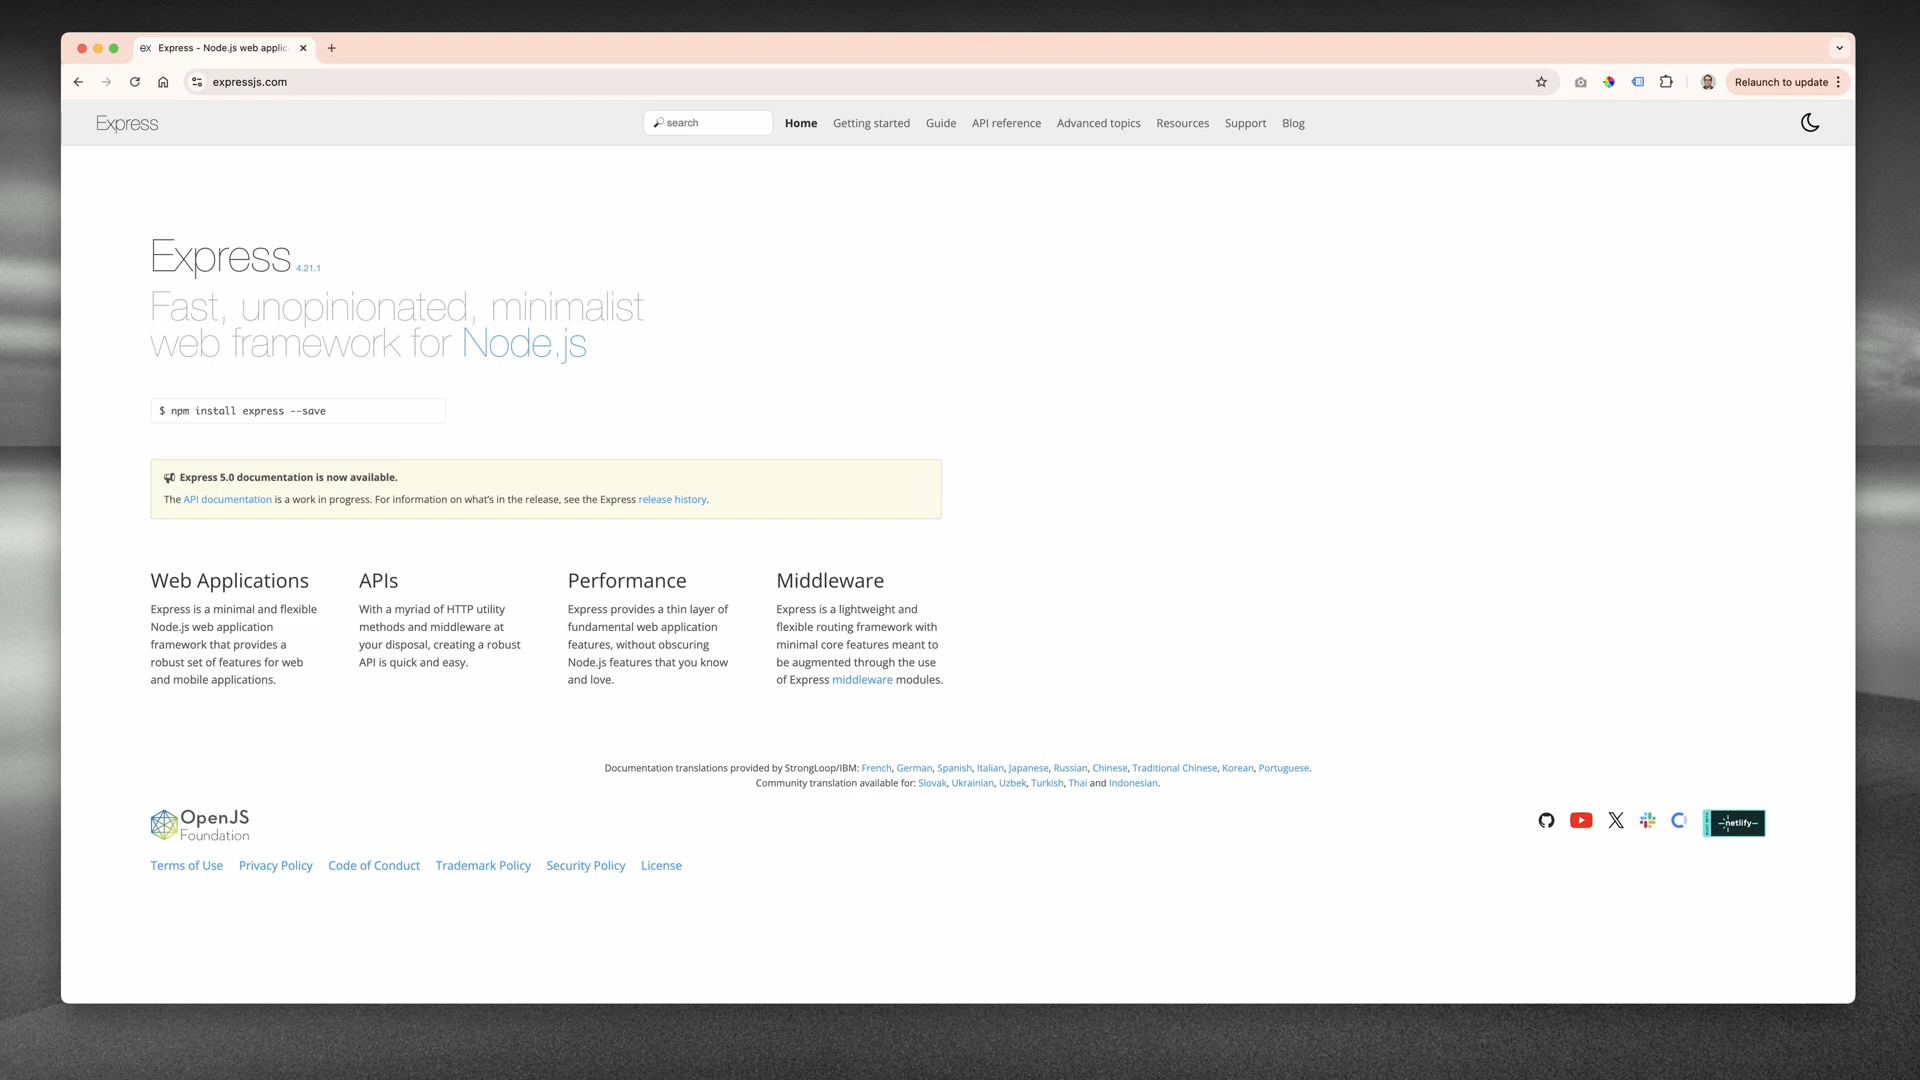 ex Express - Node.js web applic
expressjs.com
Relaunch to update
Express
search
Home
Getting started
Guide
API reference
Advanced topics
Resources
Support
Blog
Express 4.21.1
Fast, unopinionated, minimalist
web framework for Node.js
$ npm install express --save
Express 5.0 documentation is now available.
The API documentation is a work in progress. For information on what's in the release, see the Express release history.
Web Applications
Express is a minimal and flexible
Node.js web application
framework that provides a
robust set of features for web
and mobile applications.
APIs
With a myriad of HTTP utility
methods and middleware at
your disposal, creating a robust
API is quick and easy.
Performance
Express provides a thin layer of
fundamental web application
features, without obscuring
Node.js features that you know
and love.
Middleware
Express is a lightweight and
flexible routing framework with
minimal core features meant to
be augmented through the use
of Express middleware modules.
Documentation translations provided by StrongLoop/IBM: French, German, Spanish, Italian, Japanese, Russian, Chinese, Traditional Chinese, Korean, Portuguese.
Community translation available for: Slovak, Ukrainian, Uzbek, Turkish, Thai and Indonesian.
OpenJS
Foundation
netlify
Terms of Use
Privacy Policy
Code of Conduct
Trademark Policy
Security Policy
License